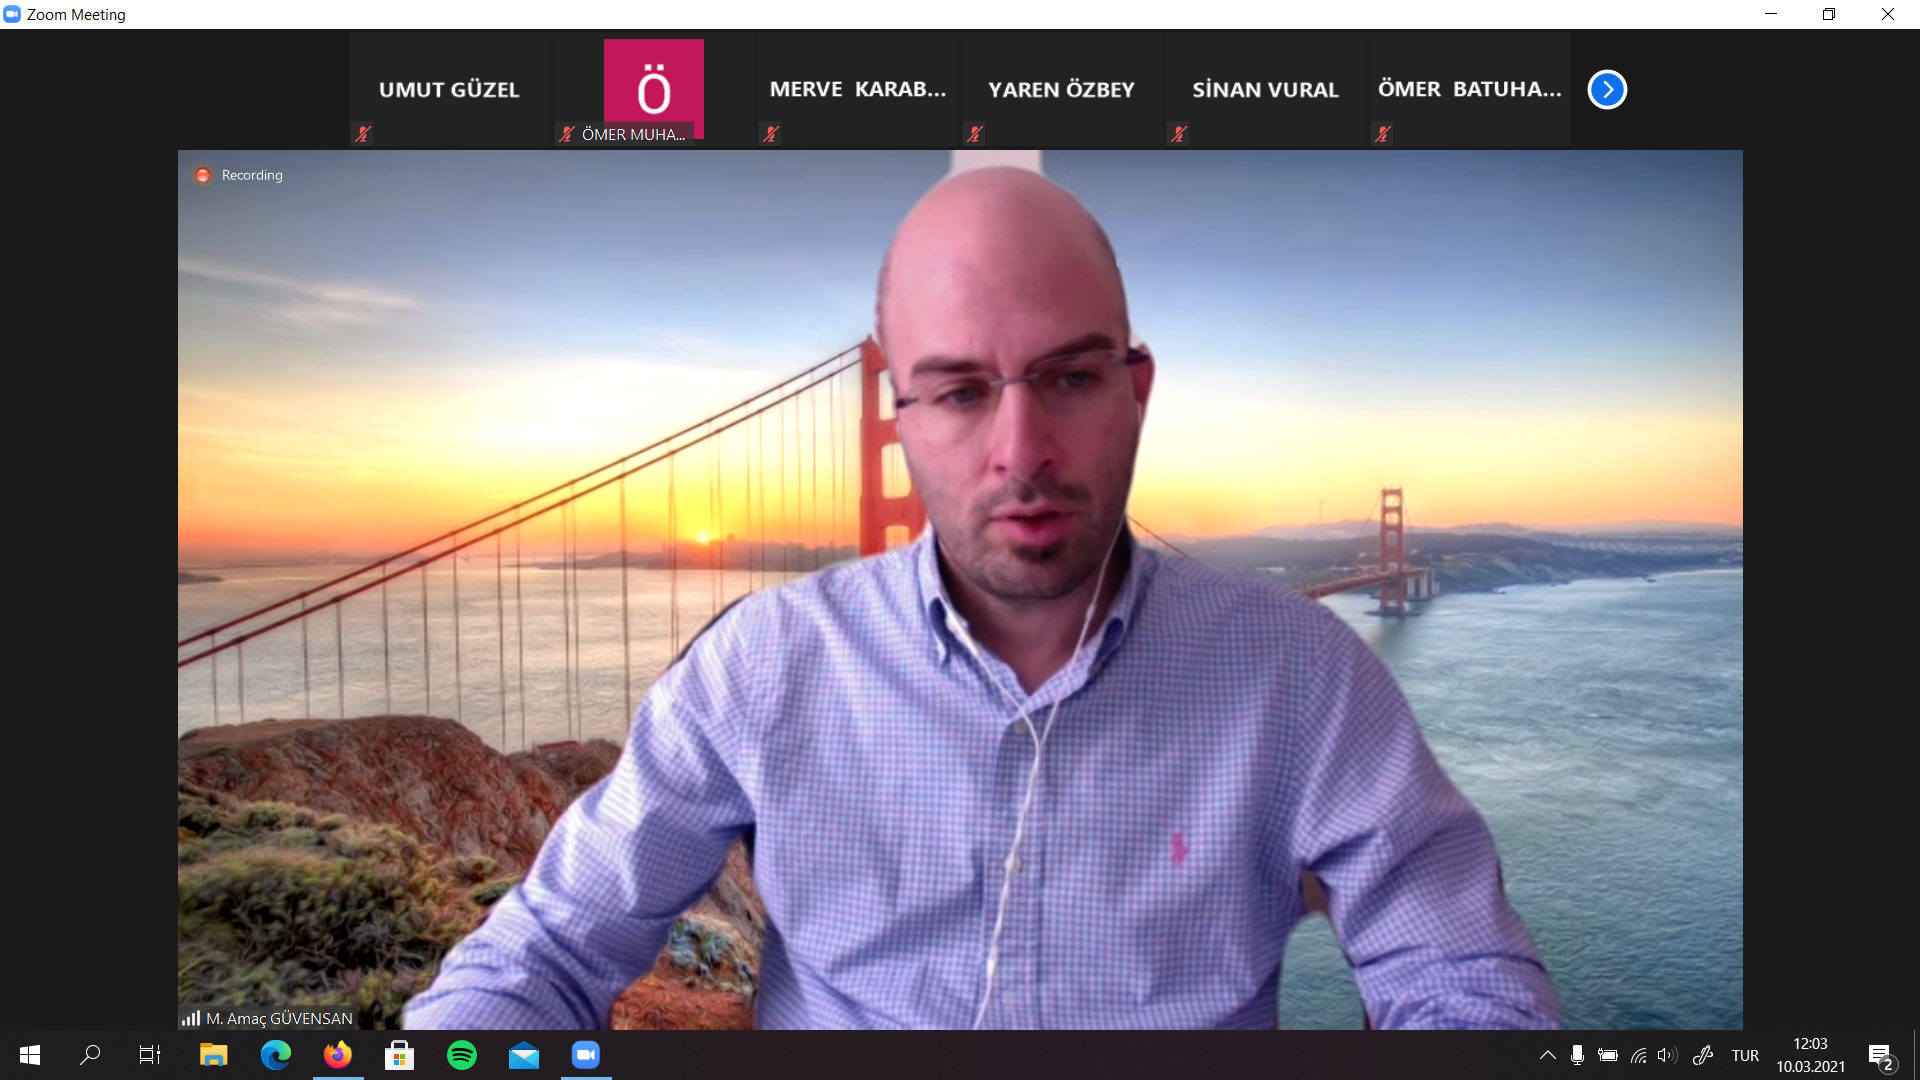 Zoom Meeting
UMUT GÜZEL
Ö
ÖMER MUHA...
MERVE KARAB...
YAREN ÖZBEY
SİNAN VURAL
ÖMER BATUHA...
Recording
M. Amaç GÜVENSAN
TUR
12:03
10.03.2021
2